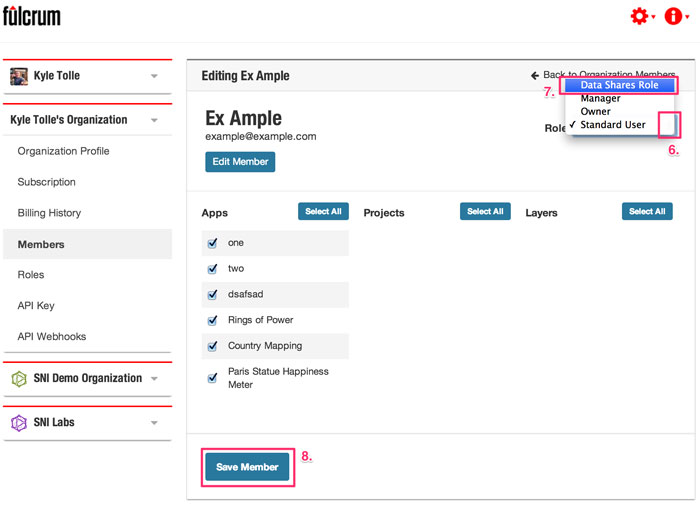 fulcrum
Kyle Tolle
Kyle Tolle's Organization
Organization Profile
Subscription
Billing History
Members
Roles
API Key
API Webhooks
SNI Demo Organization
SNI Labs
Editing Ex Ample
Back to Organization Members
7.
Data Shares Role
Manager
Owner
✓ Standard User
Role
6.
Ex Ample
example@example.com
Edit Member
Apps
Select All
Projects
Select All
Layers
Select All
one
two
dsafsad
Rings of Power
Country Mapping
Paris Statue Happiness
Meter
Save Member
8.